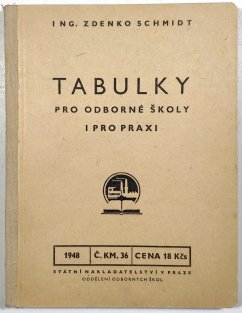 ING. ZDENKO SCHMIDT
TABULKY
PRO ODBORNÉ ŠKOLY
I PRO PRAXI
1948 Č. KM. 36 CENA 18 Kčs
STÁTNÍ NAKLADATELSTVÍ V PRAZE
ODDĚLENÍ ODBORNÝCH ŠKOL